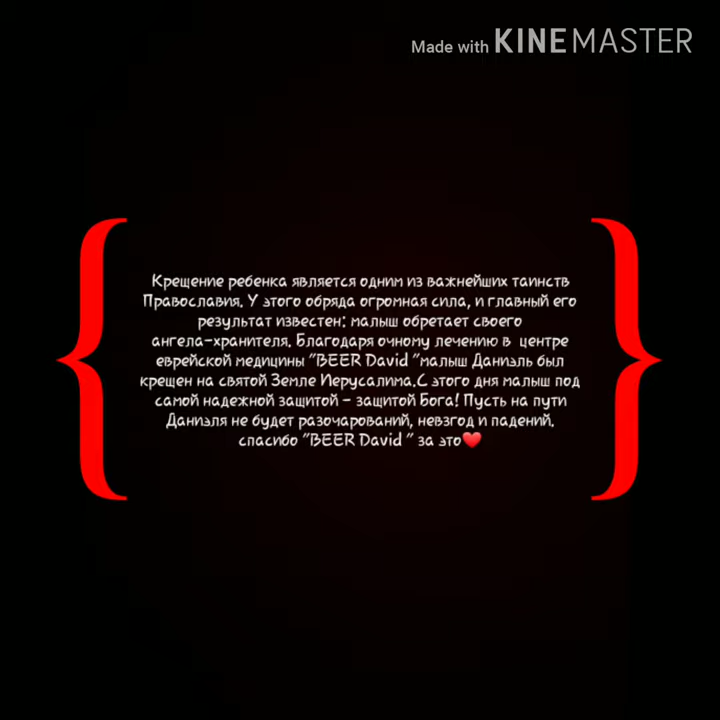 Made with KINEMASTER
Крещение ребенка является одним из важнейших таинств
Православия. У этого обряда огромная сила, и главный его
результат известен: малыш обретает своего
ангела-хранителя. Благодаря очному лечению в центре
еврейской медицины "BEER David "малыш Даниэль был
крещен на святой Земле Иерусалима.С этого дня малыш под
самой надежной защитой - защитой Бога! Пусть на пути
Даниэля не будет разочарований, невзгод и падений.
спасибо "BEER David " за это❤️